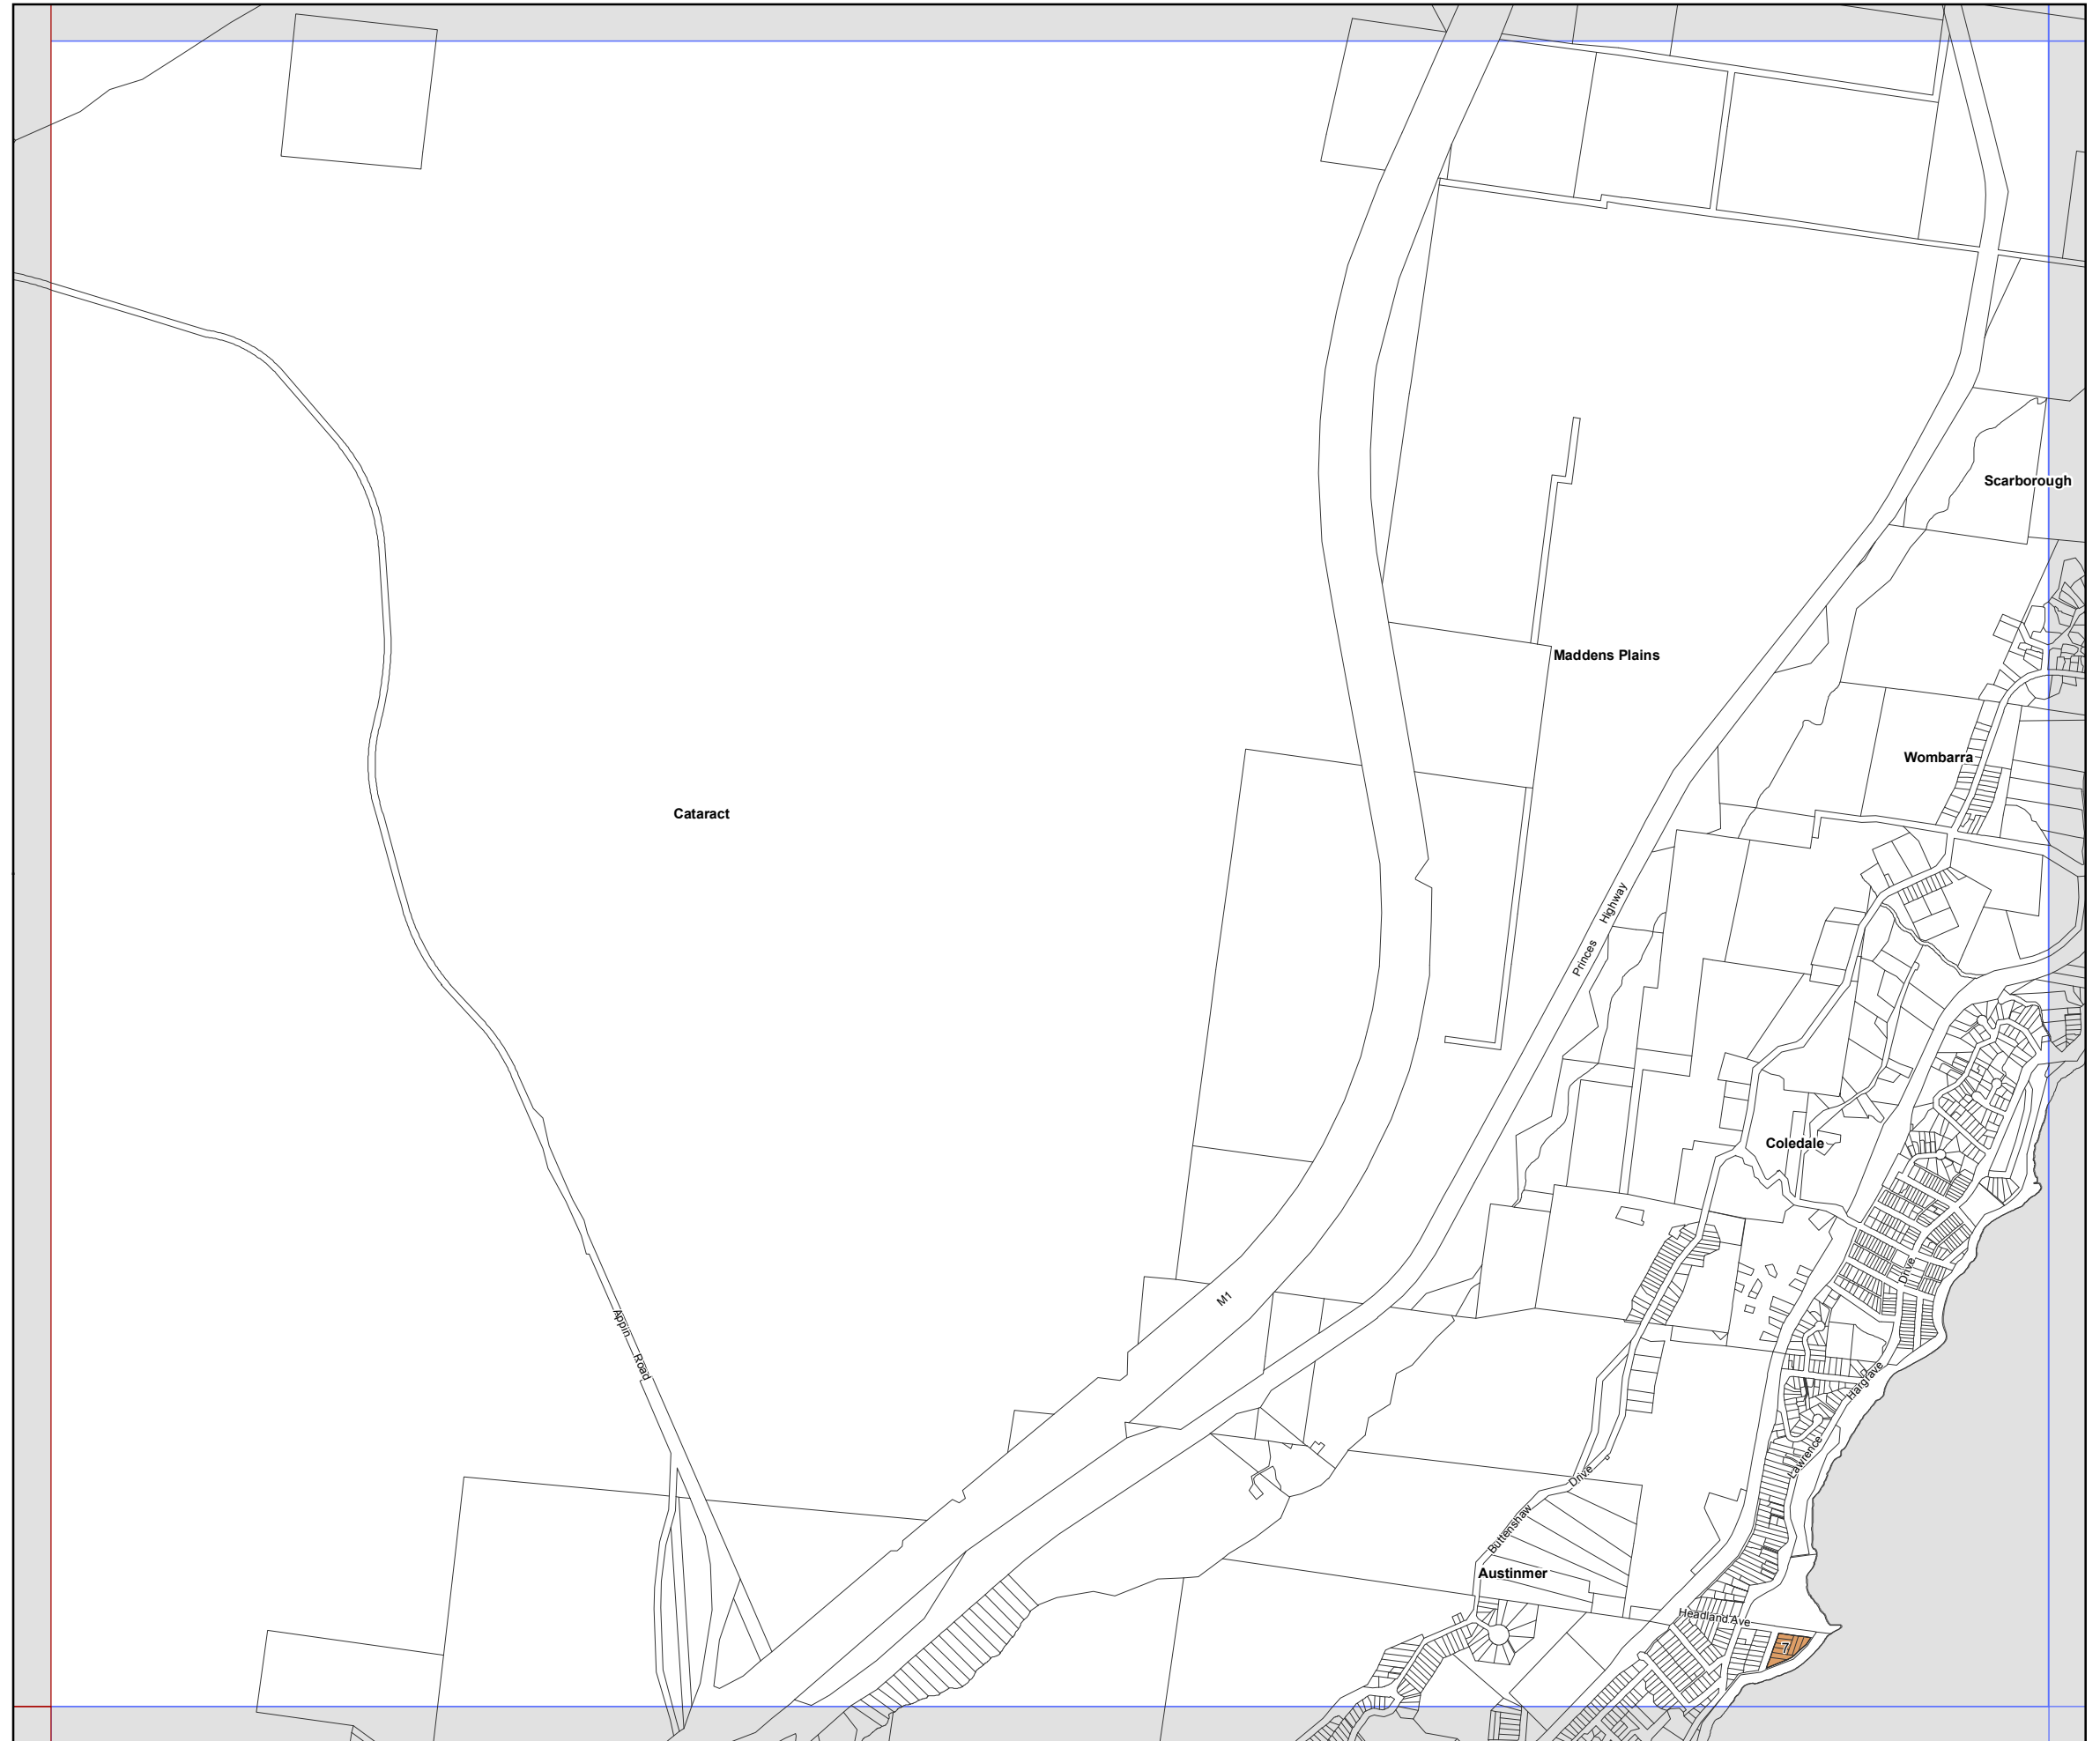 Scarborough
Maddens Plains
Wombarra
Cataract
Princes Highway
Coledale
Drive
M1
Appin Road
Hargrave
Lawrence
Buttenshaw Drive
Austinmer
Headland Ave
7